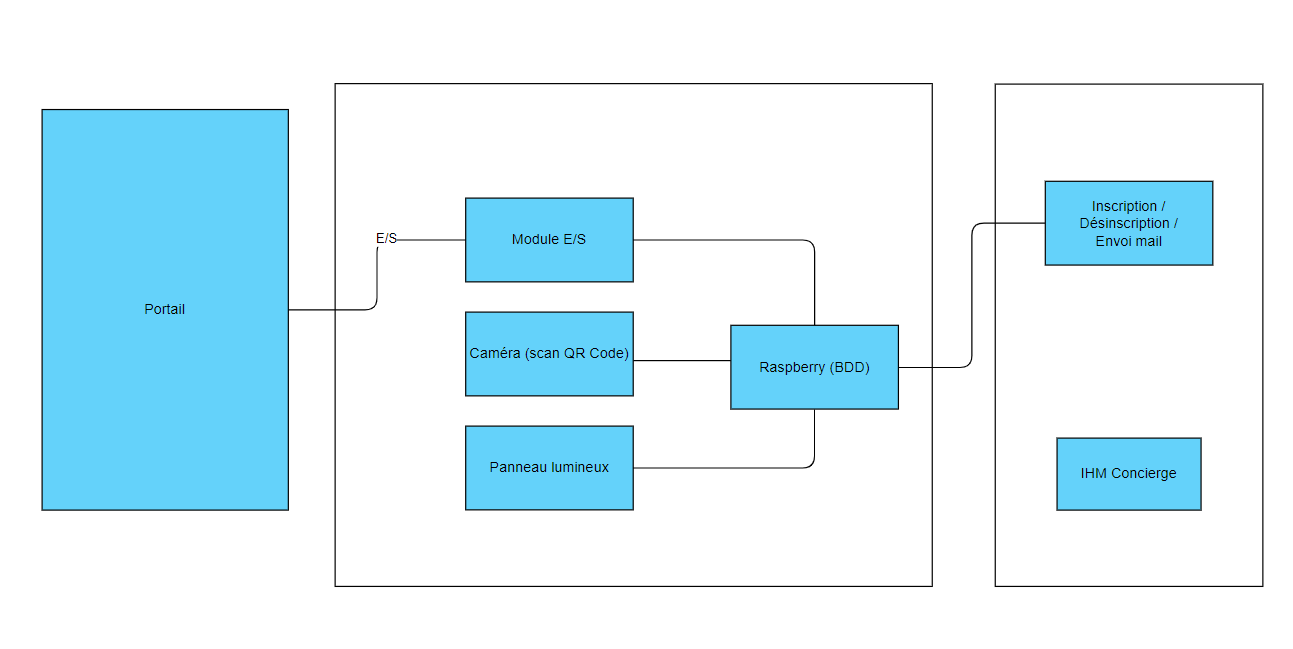 Portail
E/S
Module E/S
Caméra (scan QR Code)
Panneau lumineux
Raspberry (BDD)
Inscription /
Désinscription /
Envoi mail
IHM Concierge